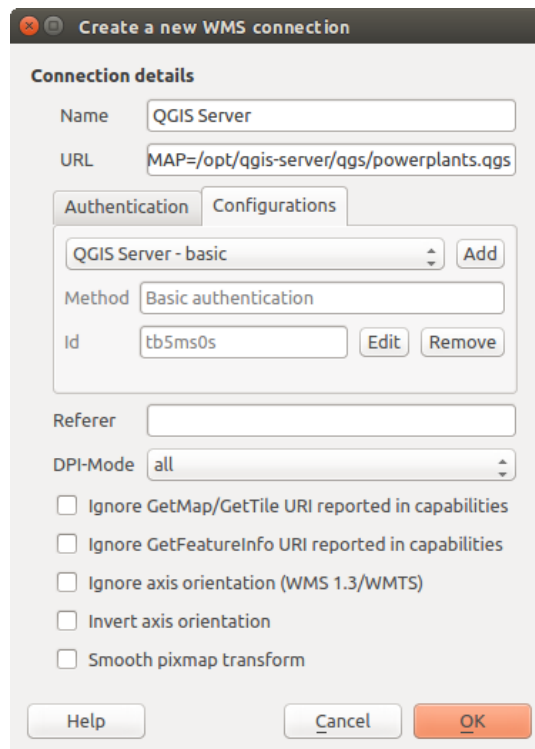 Create a new WMS connection
Connection details
Name QGIS Server
URL MAP=/opt/qgis-server/qgs/powerplants.qgs
Authentication Configurations
QGIS Server - basic Add
Method Basic authentication
Id tb5ms0s Edit Remove
Referer
DPI-Mode all
Ignore GetMap/GetTile URI reported in capabilities
Ignore GetFeatureInfo URI reported in capabilities
Ignore axis orientation (WMS 1.3/WMTS)
Invert axis orientation
Smooth pixmap transform
Help Cancel OK